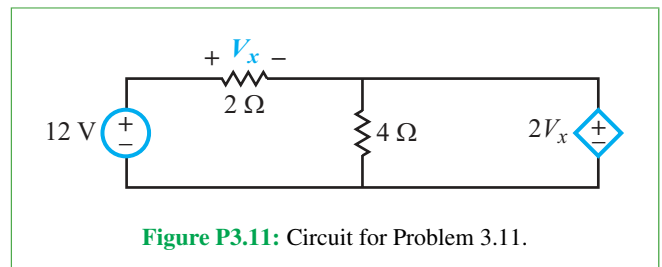 + Vx −
2 Ω
12 V
+
−
4 Ω
2Vx
+
−
Figure P3.11: Circuit for Problem 3.11.